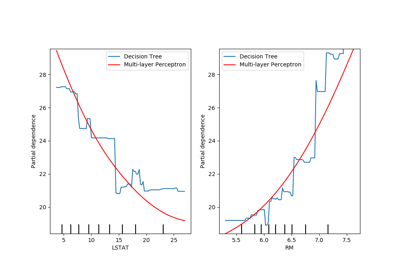 Decision Tree
Multi-layer Perceptron
28
26
24
22
20
Partial dependence
5
10
15
20
25
LSTAT
Decision Tree
Multi-layer Perceptron
28
26
24
22
20
Partial dependence
5.5
6.0
6.5
7.0
7.5
RM